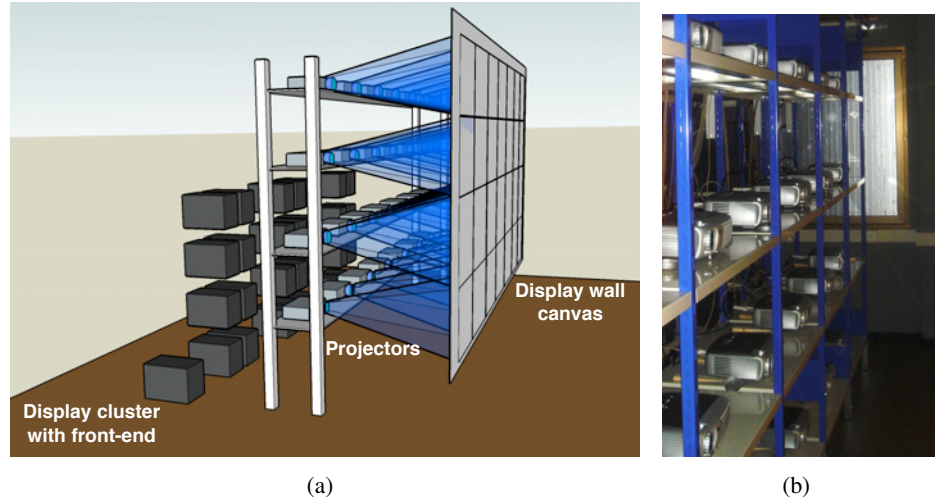 Display wall
canvas
Projectors
Display cluster
with front-end
(a)
(b)